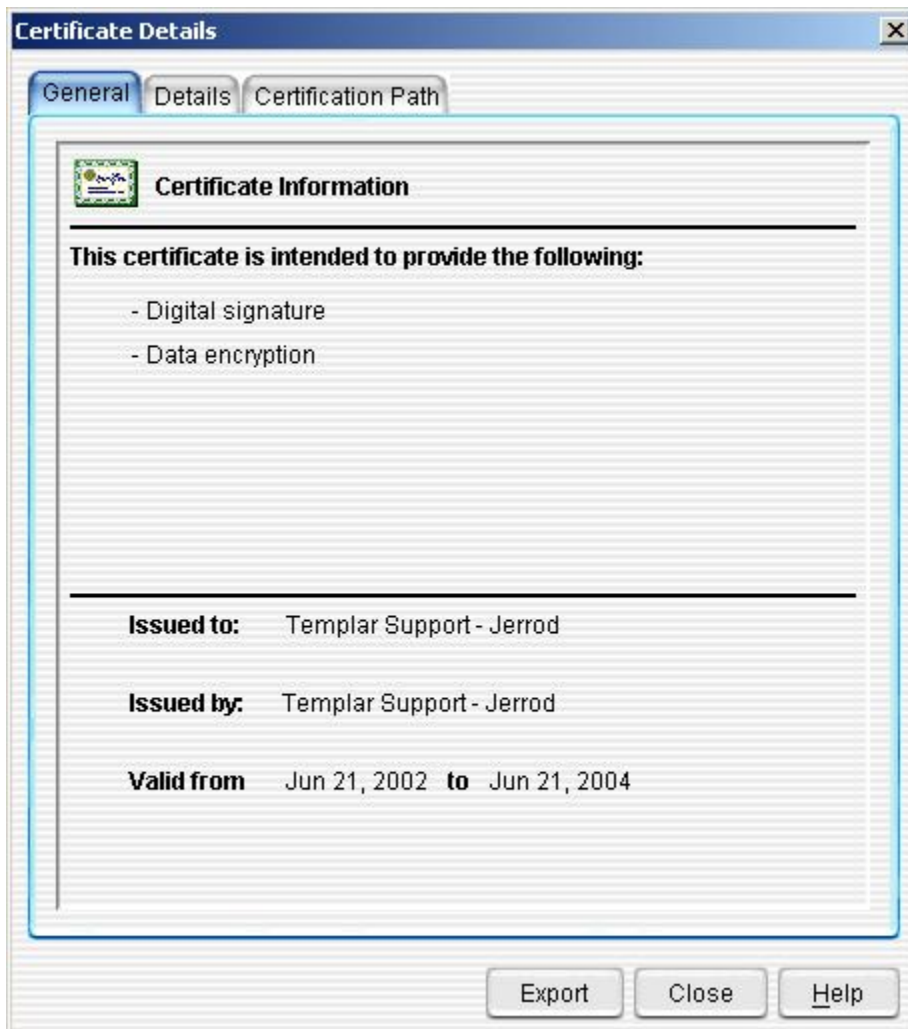 Certificate Details
General Details Certification Path
Certificate Information
This certificate is intended to provide the following:
- Digital signature
- Data encryption
Issued to: Templar Support - Jerrod
Issued by: Templar Support - Jerrod
Valid from Jun 21, 2002 to Jun 21, 2004
Export Close Help